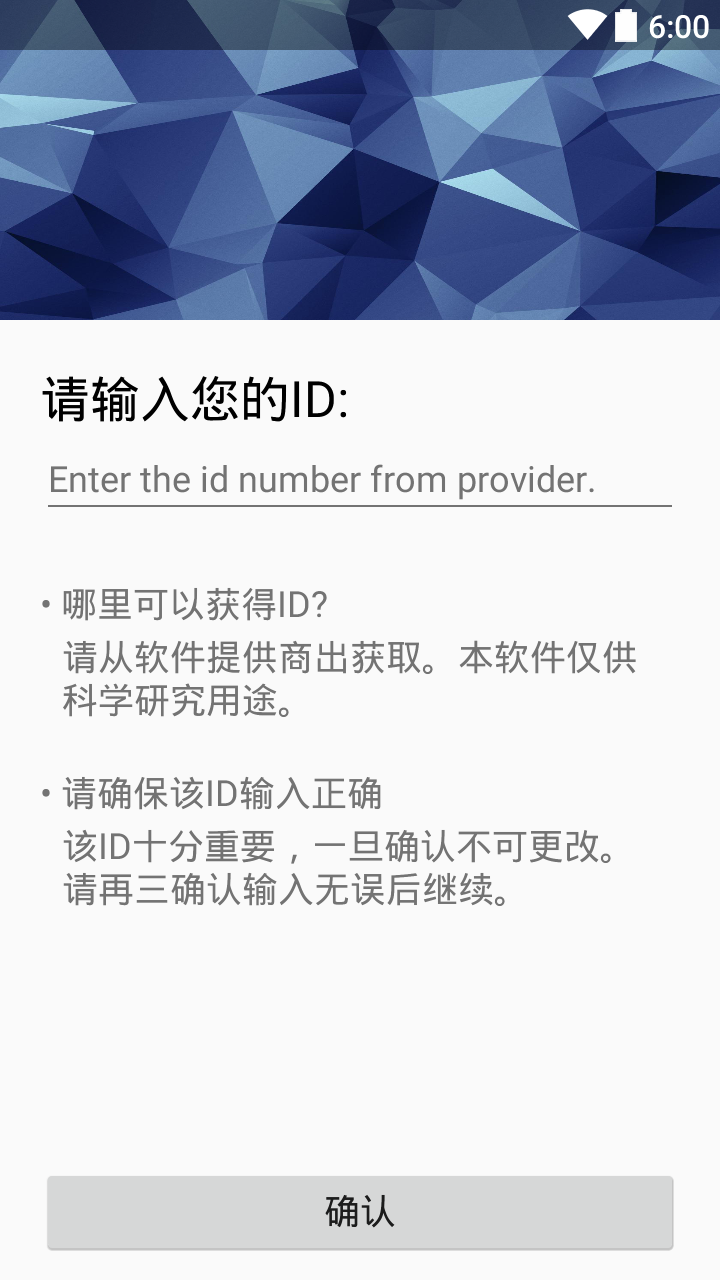 6:00
请输入您的ID:
Enter the id number from provider.
• 哪里可以获得ID?
请从软件提供商出获取。本软件仅供
科学研究用途。
• 请确保该ID输入正确
该ID十分重要，一旦确认不可更改。
请再三确认输入无误后继续。
确认